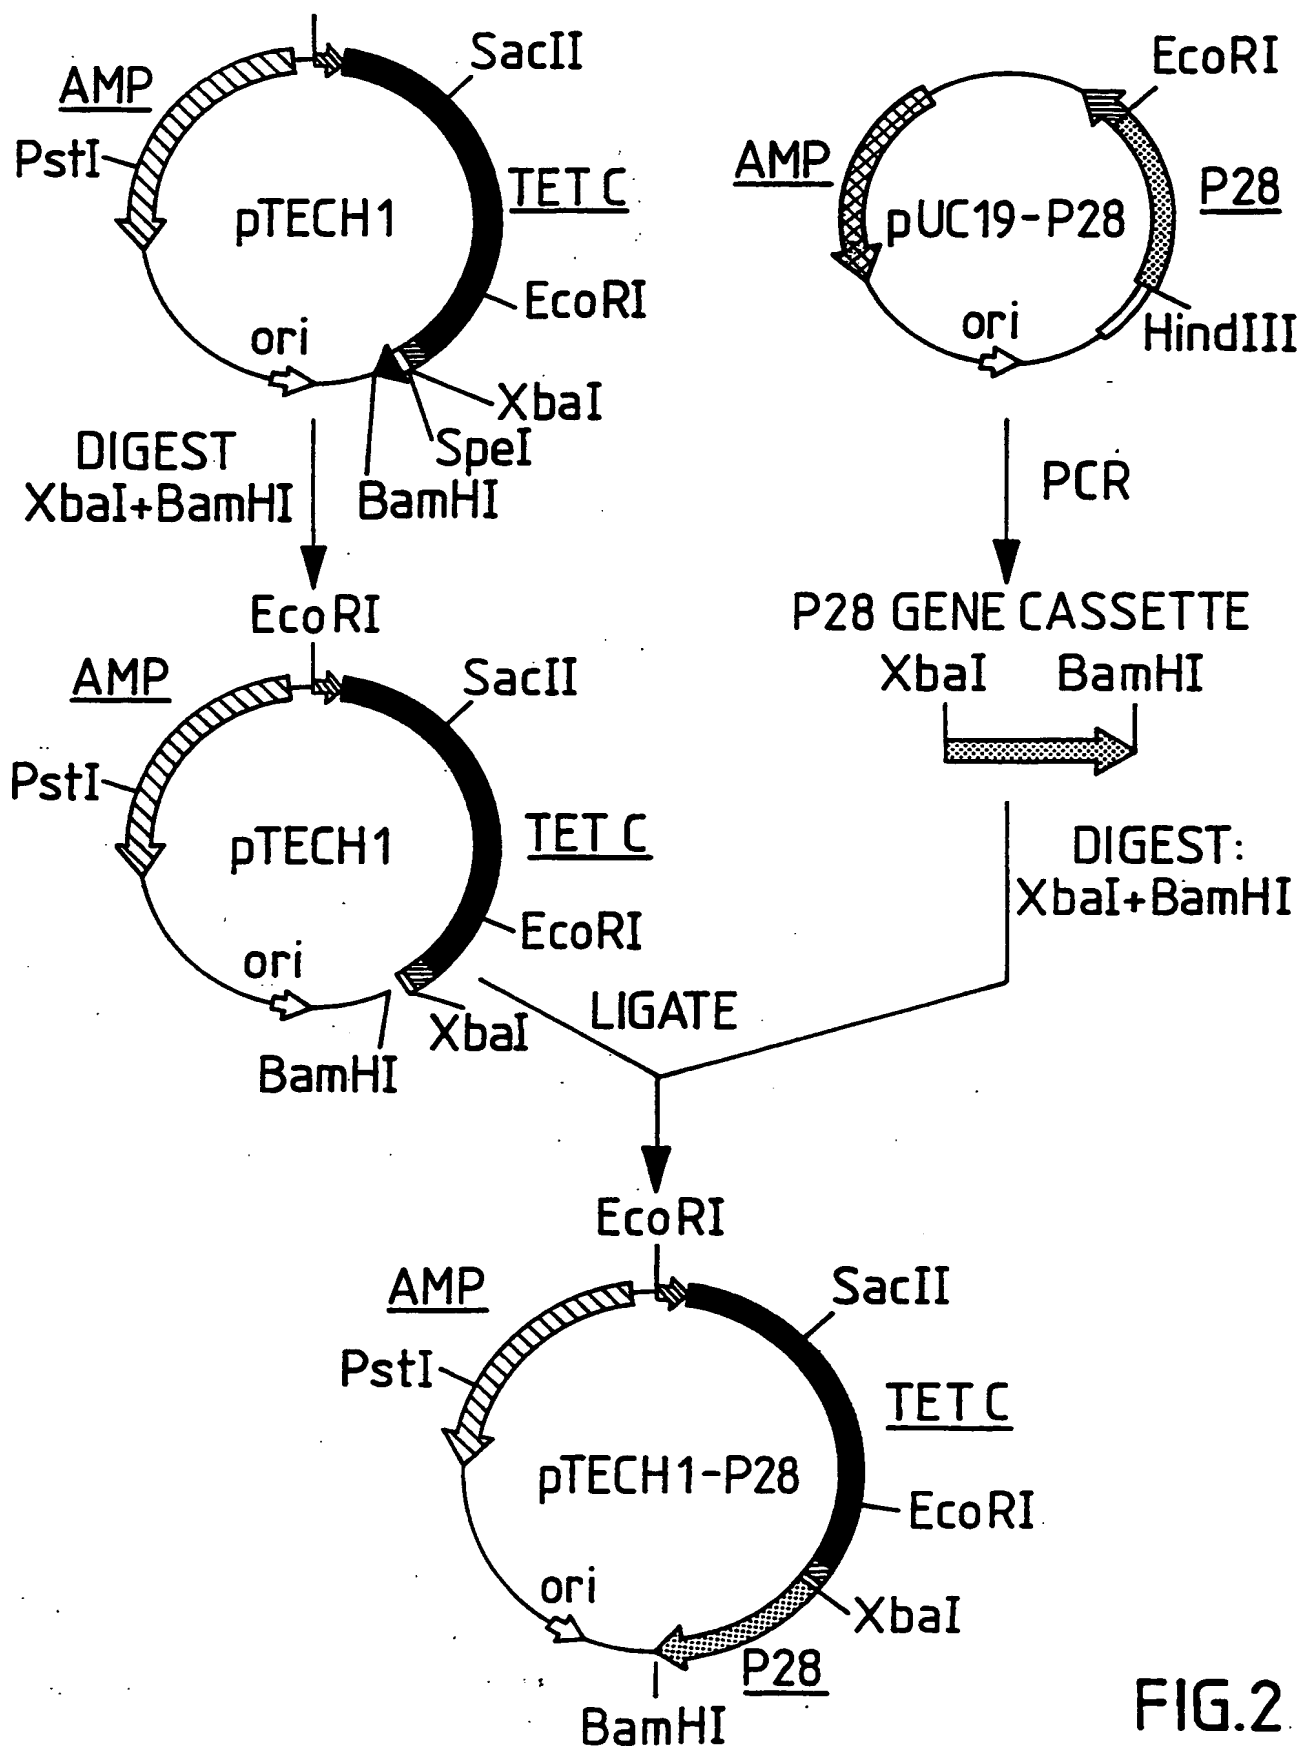 SacII
AMP
PstI
TET C
pTECH1
EcoRI
ori
XbaI
SpeI
BamHI
DIGEST
XbaI+BamHI
EcoRI
AMP
pUC19-P28
P28
ori
HindIII
PCR
P28 GENE CASSETTE
XbaI BamHI
DIGEST:
XbaI+BamHI
EcoRI
AMP
SacII
PstI
pTECH1
TET C
EcoRI
ori
XbaI
BamHI
LIGATE
EcoRI
AMP
SacII
PstI
TET C
pTECH1-P28
EcoRI
ori
XbaI
P28
BamHI
FIG.2